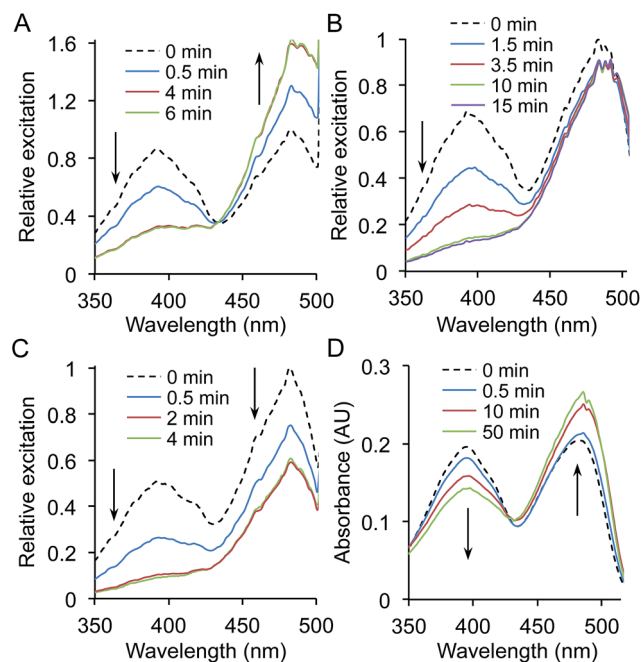 A
Relative excitation
1.6
1.2
0.8
0.4
0
0 min
0.5 min
4 min
6 min
350 400 450 500
Wavelength (nm)
B
Relative excitation
1
0.8
0.6
0.4
0.2
0
0 min
1.5 min
3.5 min
10 min
15 min
350 400 450 500
Wavelength (nm)
C
Relative excitation
1
0.8
0.6
0.4
0.2
0
0 min
0.5 min
2 min
4 min
350 400 450 500
Wavelength (nm)
D
Absorbance (AU)
0.3
0.2
0.1
0
0 min
0.5 min
10 min
50 min
350 400 450 500
Wavelength (nm)